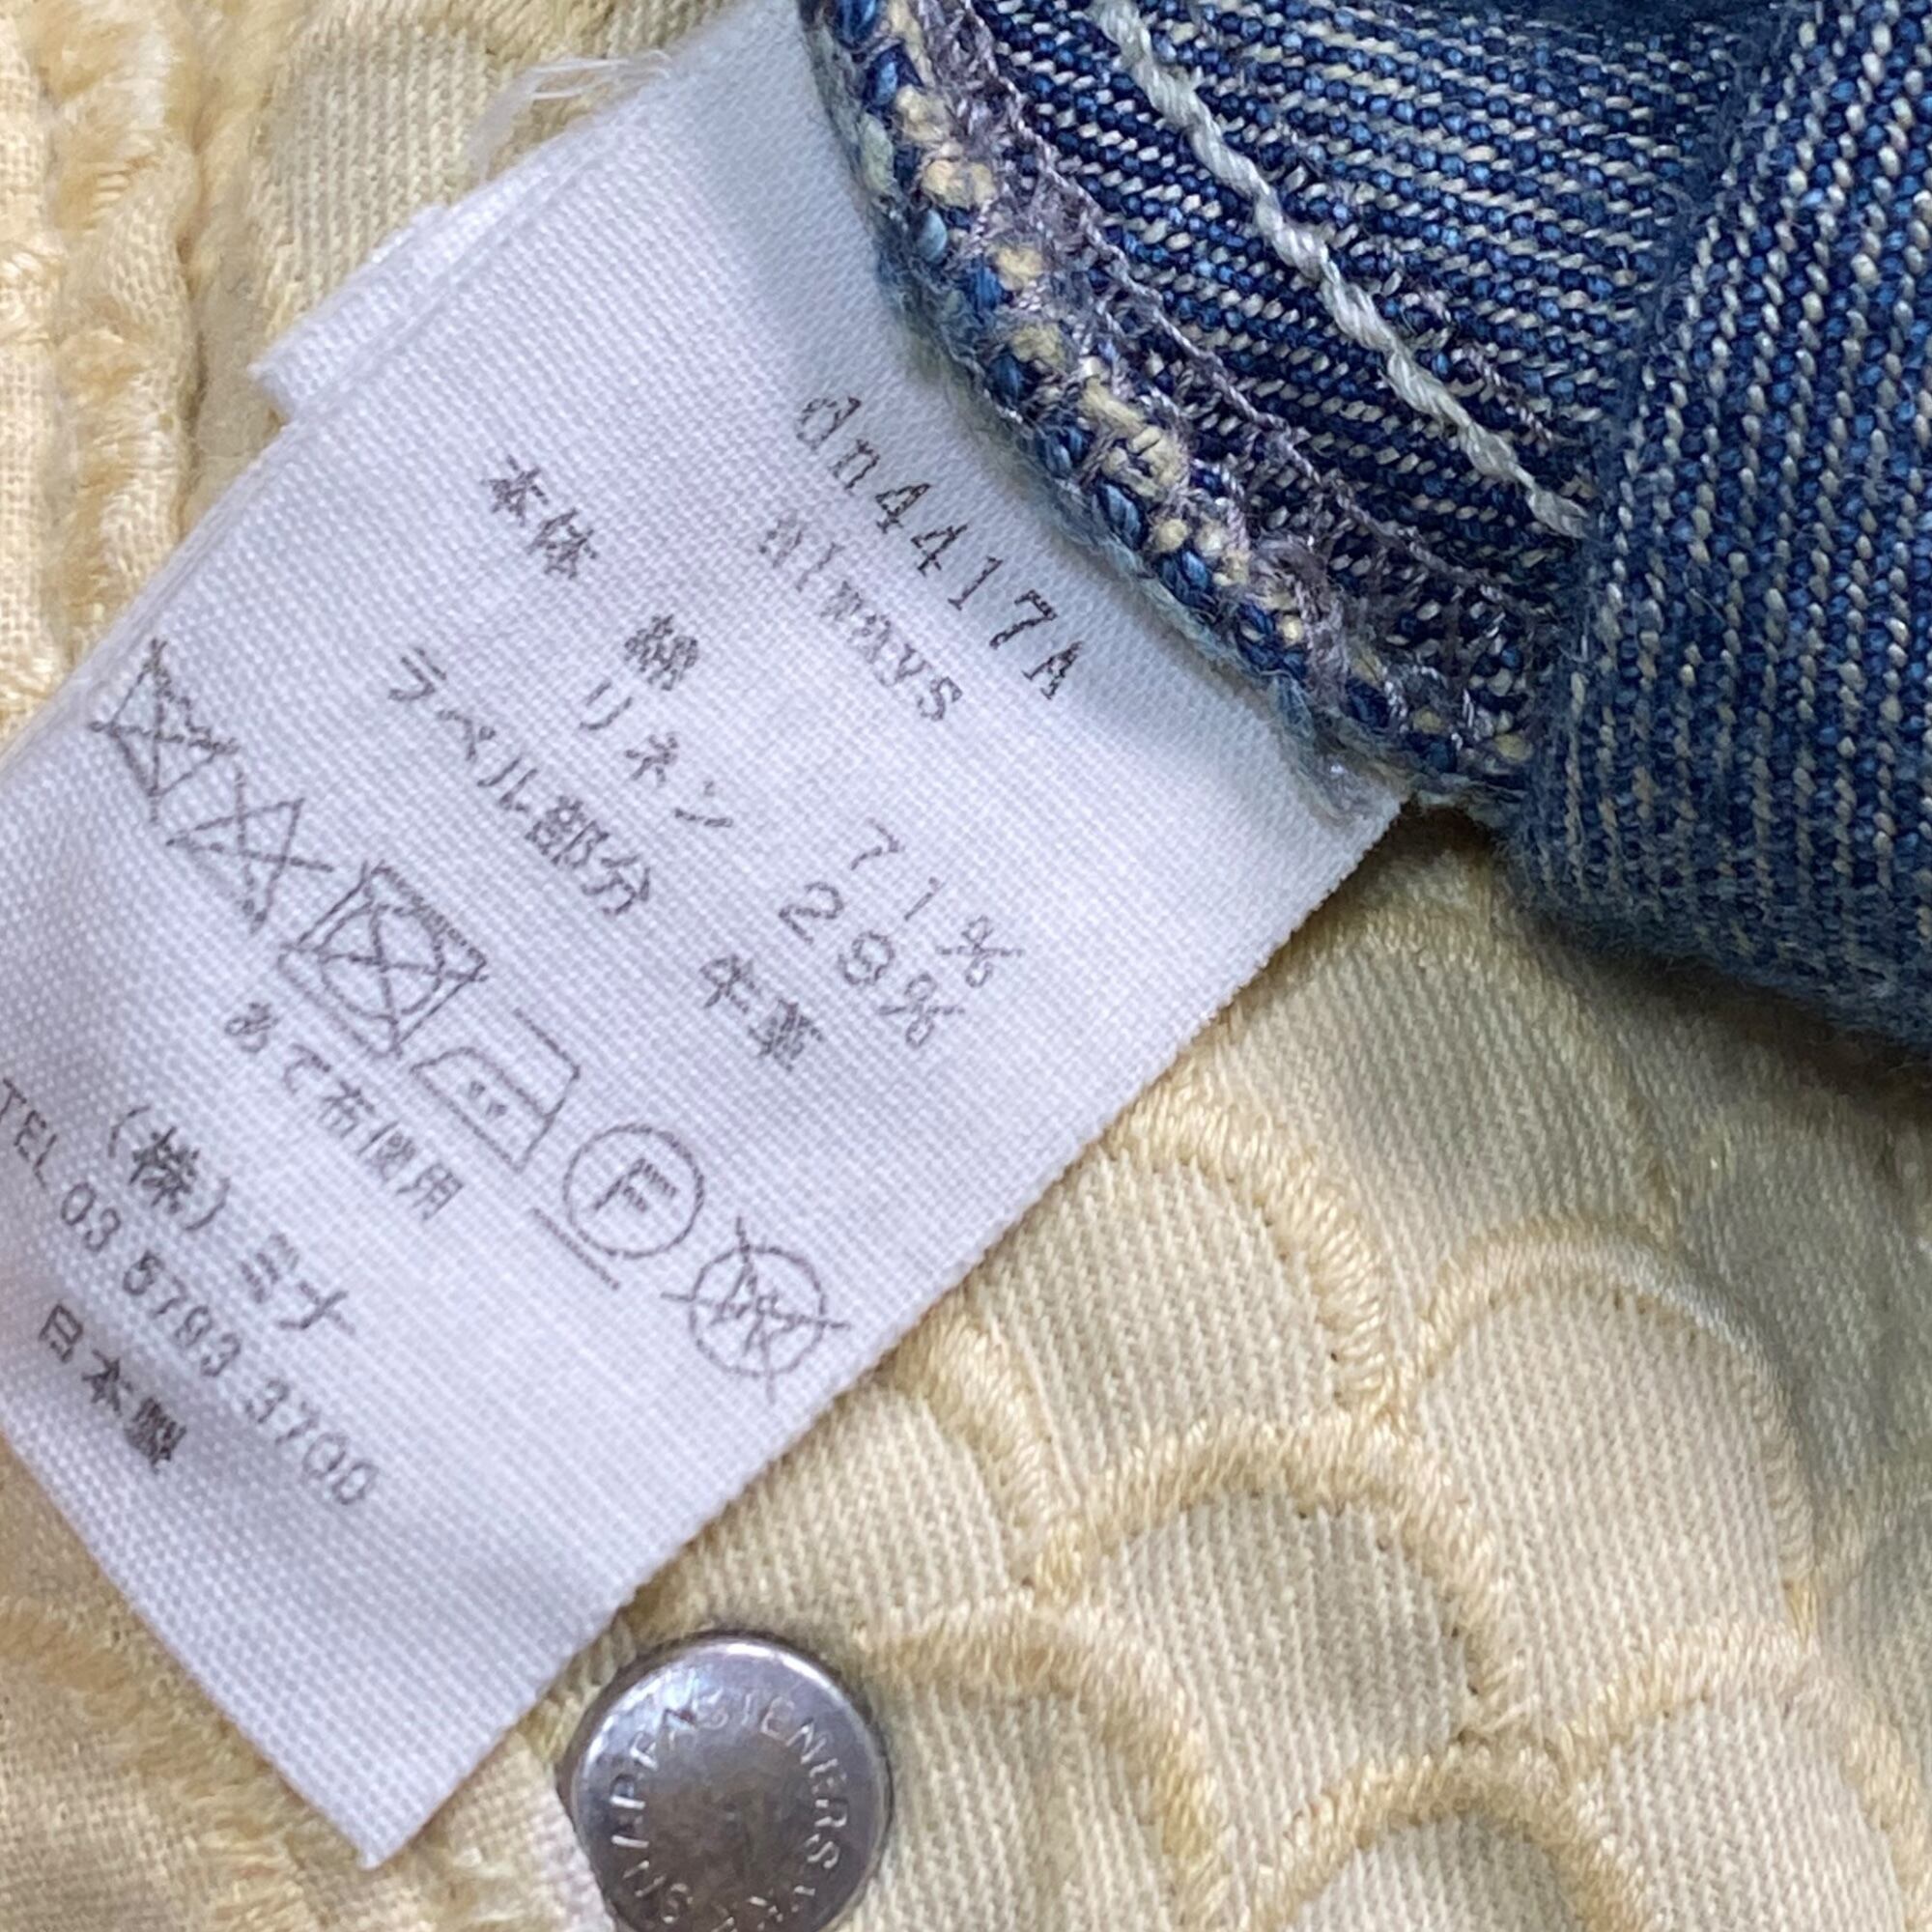 dn4417A
always
本体 綿 71%
リネン 29%
ラベル部分 牛革
F
あて布使用
(株)ミナ
TEL 03 5793 3700
日本製